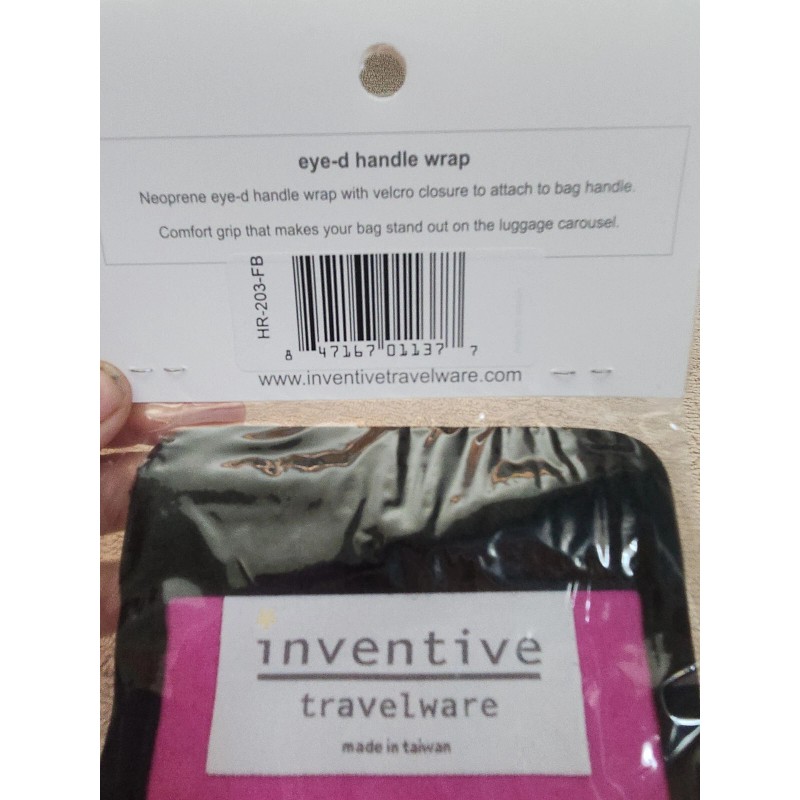 eye-d handle wrap
Neoprene eye-d handle wrap with velcro closure to attach to bag handle.
Comfort grip that makes your bag stand out on the luggage carousel.
HR-203-FB
8 47167 01137 7
www.inventivetravelware.com
inventive
travelware
made in taiwan